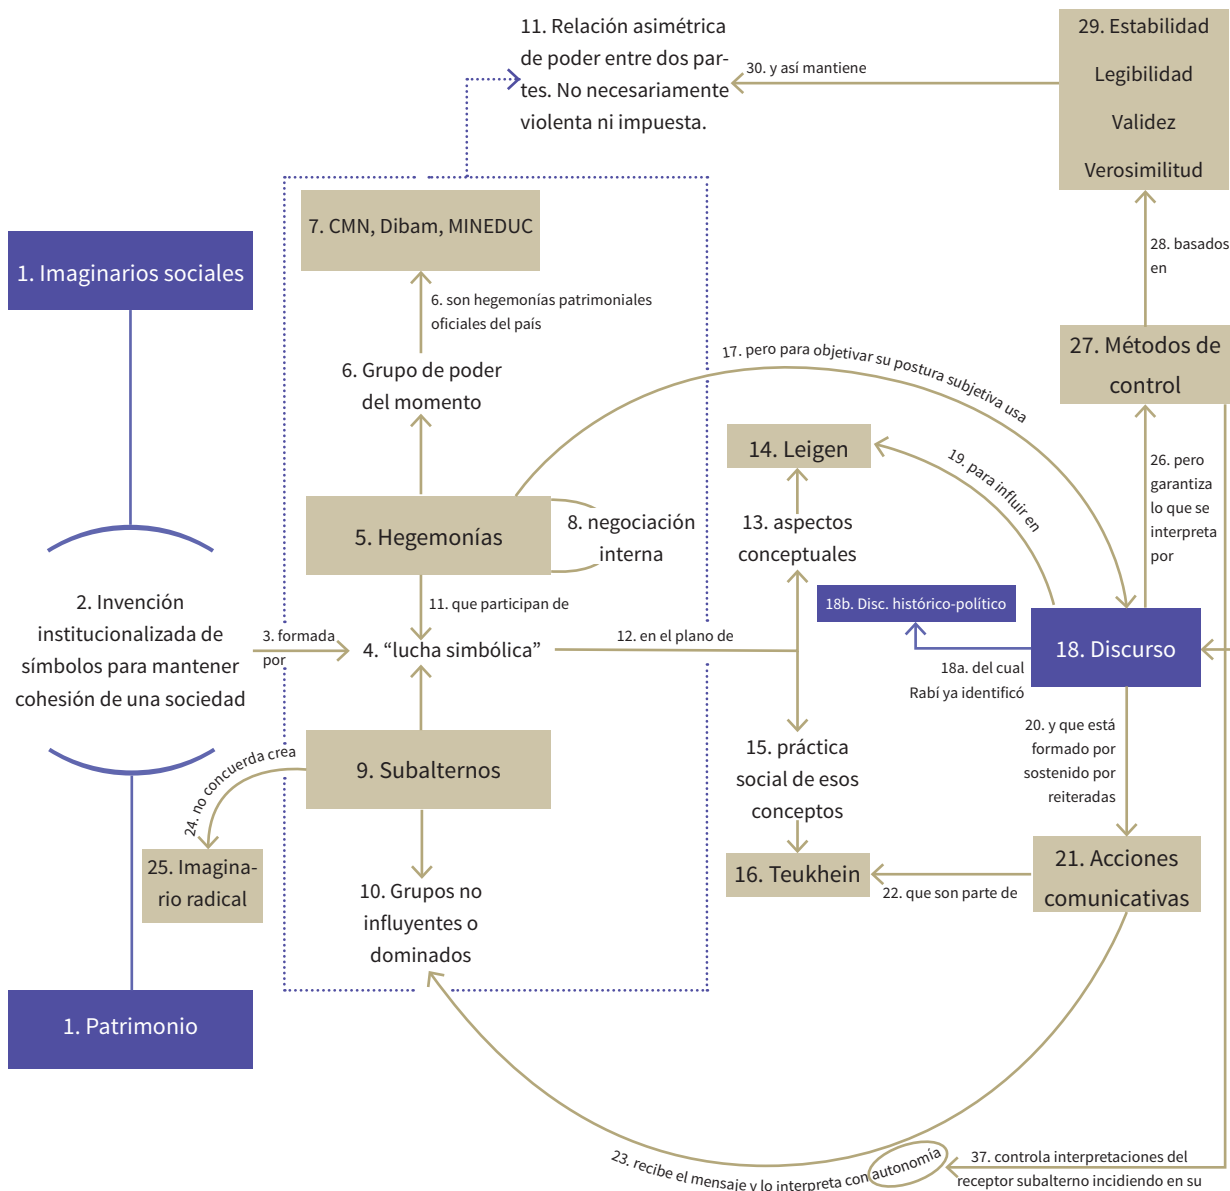 11. Relación asimétrica
de poder entre dos par-
tes. No necesariamente
violenta ni impuesta.
30. y así mantiene
29. Estabilidad
Legibilidad
Validez
Verosimilitud
7. CMN, Dibam, MINEDUC
1. Imaginarios sociales
28. basados
en
6. son hegemonías patrimoniales
oficiales del país
6. Grupo de poder
del momento
17. pero para objetivar su postura subjetiva usa
27. Métodos de
control
14. Leigen
19. para influir en
26. pero
garantiza
lo que se
interpreta
por
5. Hegemonías
8. negociación
interna
13. aspectos
conceptuales
2. Invención
institucionalizada de
símbolos para mantener
cohesión de una sociedad
3. formada
por
11. que participan de
4. “lucha simbólica”
12. en el plano de
18b. Disc. histórico-político
18. Discurso
18a. del cual
Rabí ya identificó
20. y que está
formado por
sostenido por
reiteradas
15. práctica
social de esos
conceptos
9. Subalternos
24. no concuerda crea
25. Imagina-
rio radical
10. Grupos no
influyentes o
dominados
16. Teukhein
22. que son parte de
21. Acciones
comunicativas
1. Patrimonio
23. recibe el mensaje y lo interpreta con autonomía
37. controla interpretaciones del
receptor subalterno incidiendo en su